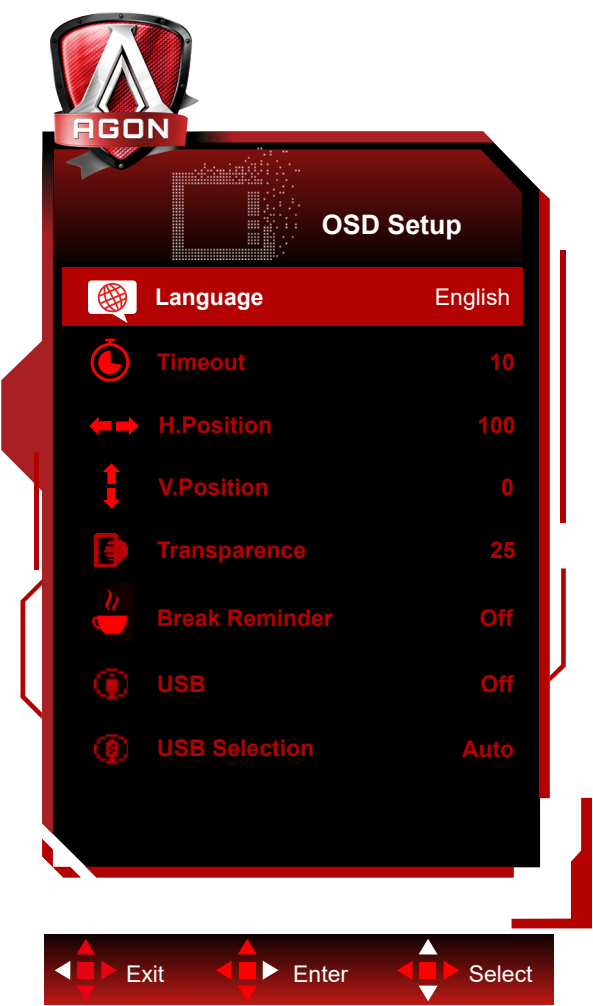 AGON
OSD Setup
Language English
Timeout 10
H.Position 100
V.Position 0
Transparence 25
Break Reminder Off
USB Off
USB Selection Auto
Exit Enter Select